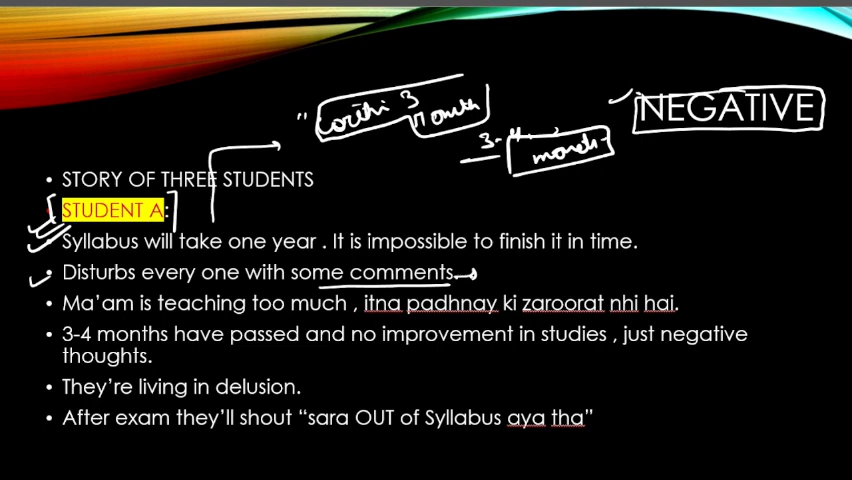 NEGATIVE
3
3-4
month
• STORY OF THREE STUDENTS
• STUDENT A:
• Syllabus will take one year . It is impossible to finish it in time.
• Disturbs every one with some comments.
• Ma'am is teaching too much , itna padhnay ki zaroorat nhi hai.
• 3-4 months have passed and no improvement in studies , just negative
thoughts.
• They're living in delusion.
• After exam they'll shout “sara OUT of Syllabus aya tha”